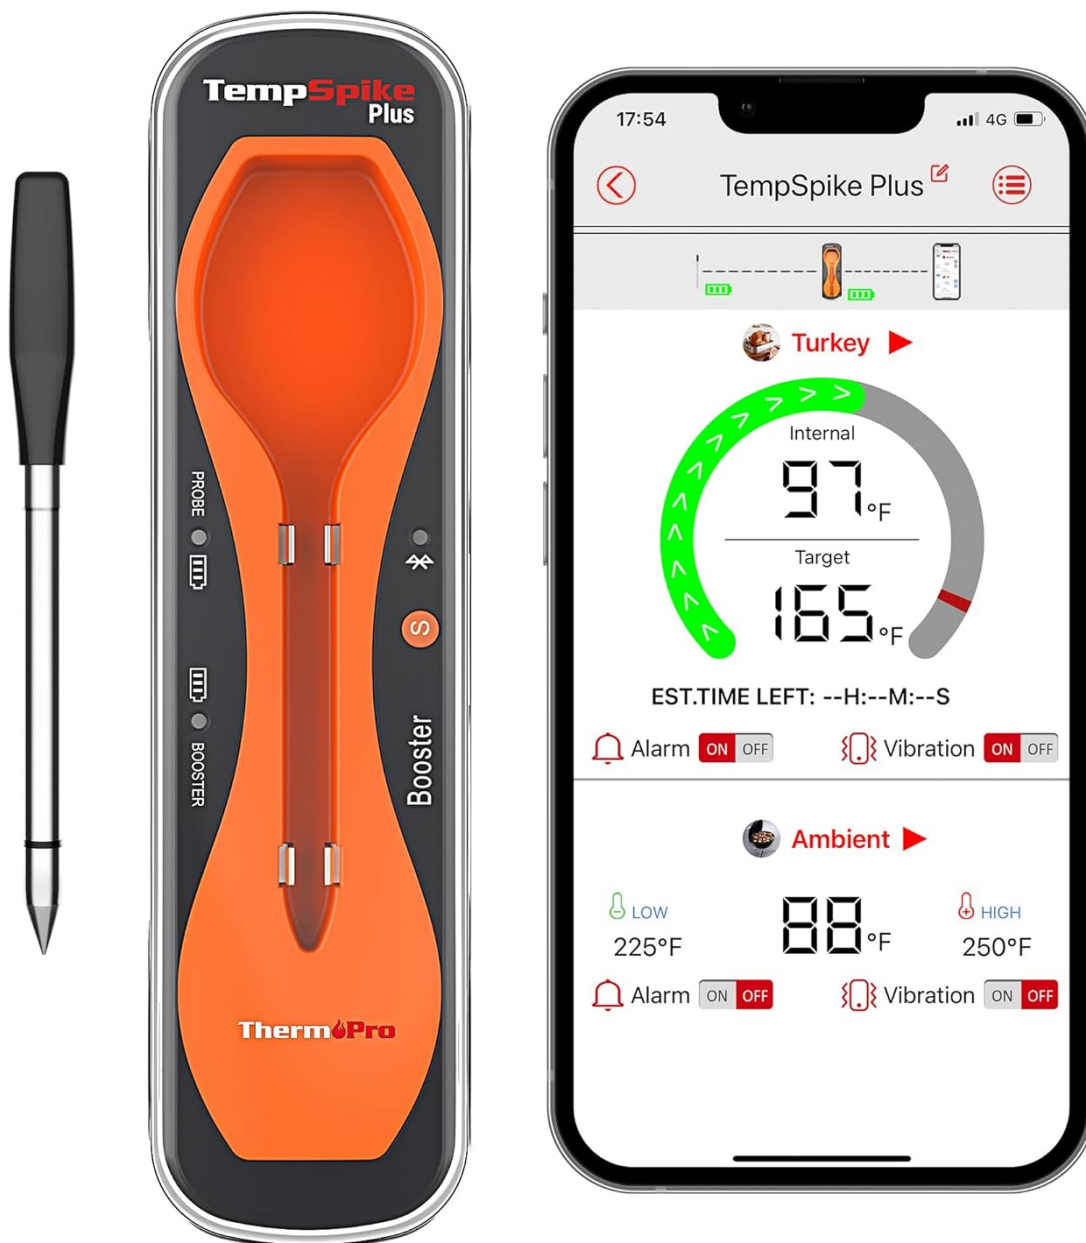 TempSpike
Plus
PROBE
S
BOOSTER
Booster
ThermoPro
17:54
4G
TempSpike Plus
Turkey
Internal
97°F
Target
165°F
EST.TIME LEFT: --H:--M:--S
Alarm ON OFF Vibration ON OFF
Ambient
LOW 88°F HIGH
225°F 250°F
Alarm ON OFF Vibration ON OFF